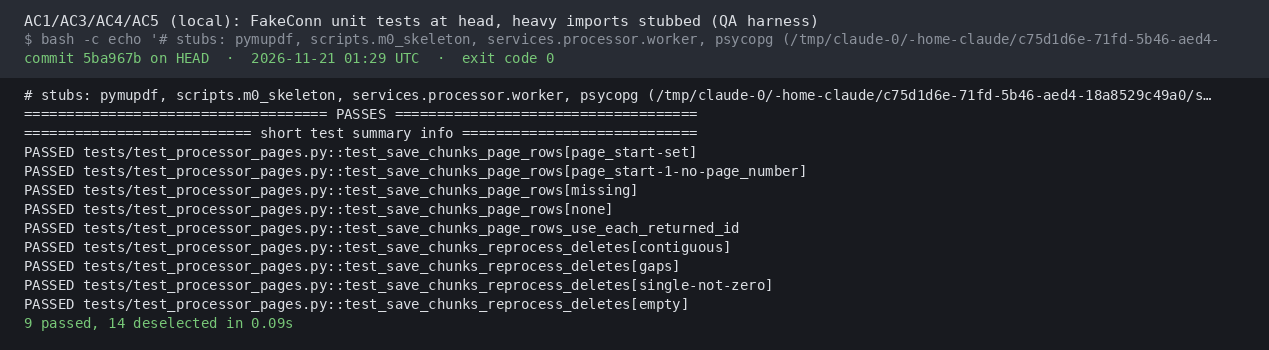 AC1/AC3/AC4/AC5 (local): FakeConn unit tests at head, heavy imports stubbed (QA harness)
$ bash -c echo '# stubs: pymupdf, scripts.m0_skeleton, services.processor.worker, psycopg (/tmp/claude-0/-home-claude/c75d1d6e-71fd-5b46-aed4-
commit 5ba967b on HEAD · 2026-11-21 01:29 UTC · exit code 0
# stubs: pymupdf, scripts.m0_skeleton, services.processor.worker, psycopg (/tmp/claude-0/-home-claude/c75d1d6e-71fd-5b46-aed4-18a8529c49a0/s…
==================================== PASSES ====================================
=========================== short test summary info ============================
PASSED tests/test_processor_pages.py::test_save_chunks_page_rows[page_start-set]
PASSED tests/test_processor_pages.py::test_save_chunks_page_rows[page_start-1-no-page_number]
PASSED tests/test_processor_pages.py::test_save_chunks_page_rows[missing]
PASSED tests/test_processor_pages.py::test_save_chunks_page_rows[none]
PASSED tests/test_processor_pages.py::test_save_chunks_page_rows_use_each_returned_id
PASSED tests/test_processor_pages.py::test_save_chunks_reprocess_deletes[contiguous]
PASSED tests/test_processor_pages.py::test_save_chunks_reprocess_deletes[gaps]
PASSED tests/test_processor_pages.py::test_save_chunks_reprocess_deletes[single-not-zero]
PASSED tests/test_processor_pages.py::test_save_chunks_reprocess_deletes[empty]
9 passed, 14 deselected in 0.09s